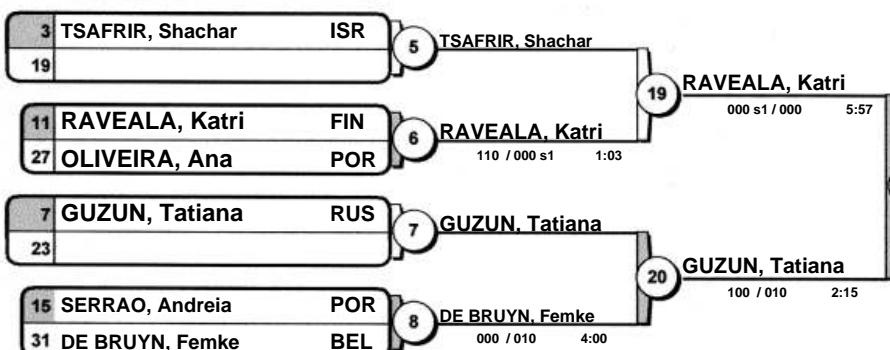 3 TSAFRIR, Shachar ISR
19
5
TSAFRIR, Shachar
11 RAVEALA, Katri FIN
27 OLIVEIRA, Ana POR
6
RAVEALA, Katri
110 / 000 s1 1:03
19
RAVEALA, Katri
000 s1 / 000 5:57
7 GUZUN, Tatiana RUS
23
7
GUZUN, Tatiana
15 SERRAO, Andreia POR
31 DE BRUYN, Femke BEL
8
DE BRUYN, Femke
000 / 010 4:00
20
GUZUN, Tatiana
100 / 010 2:15